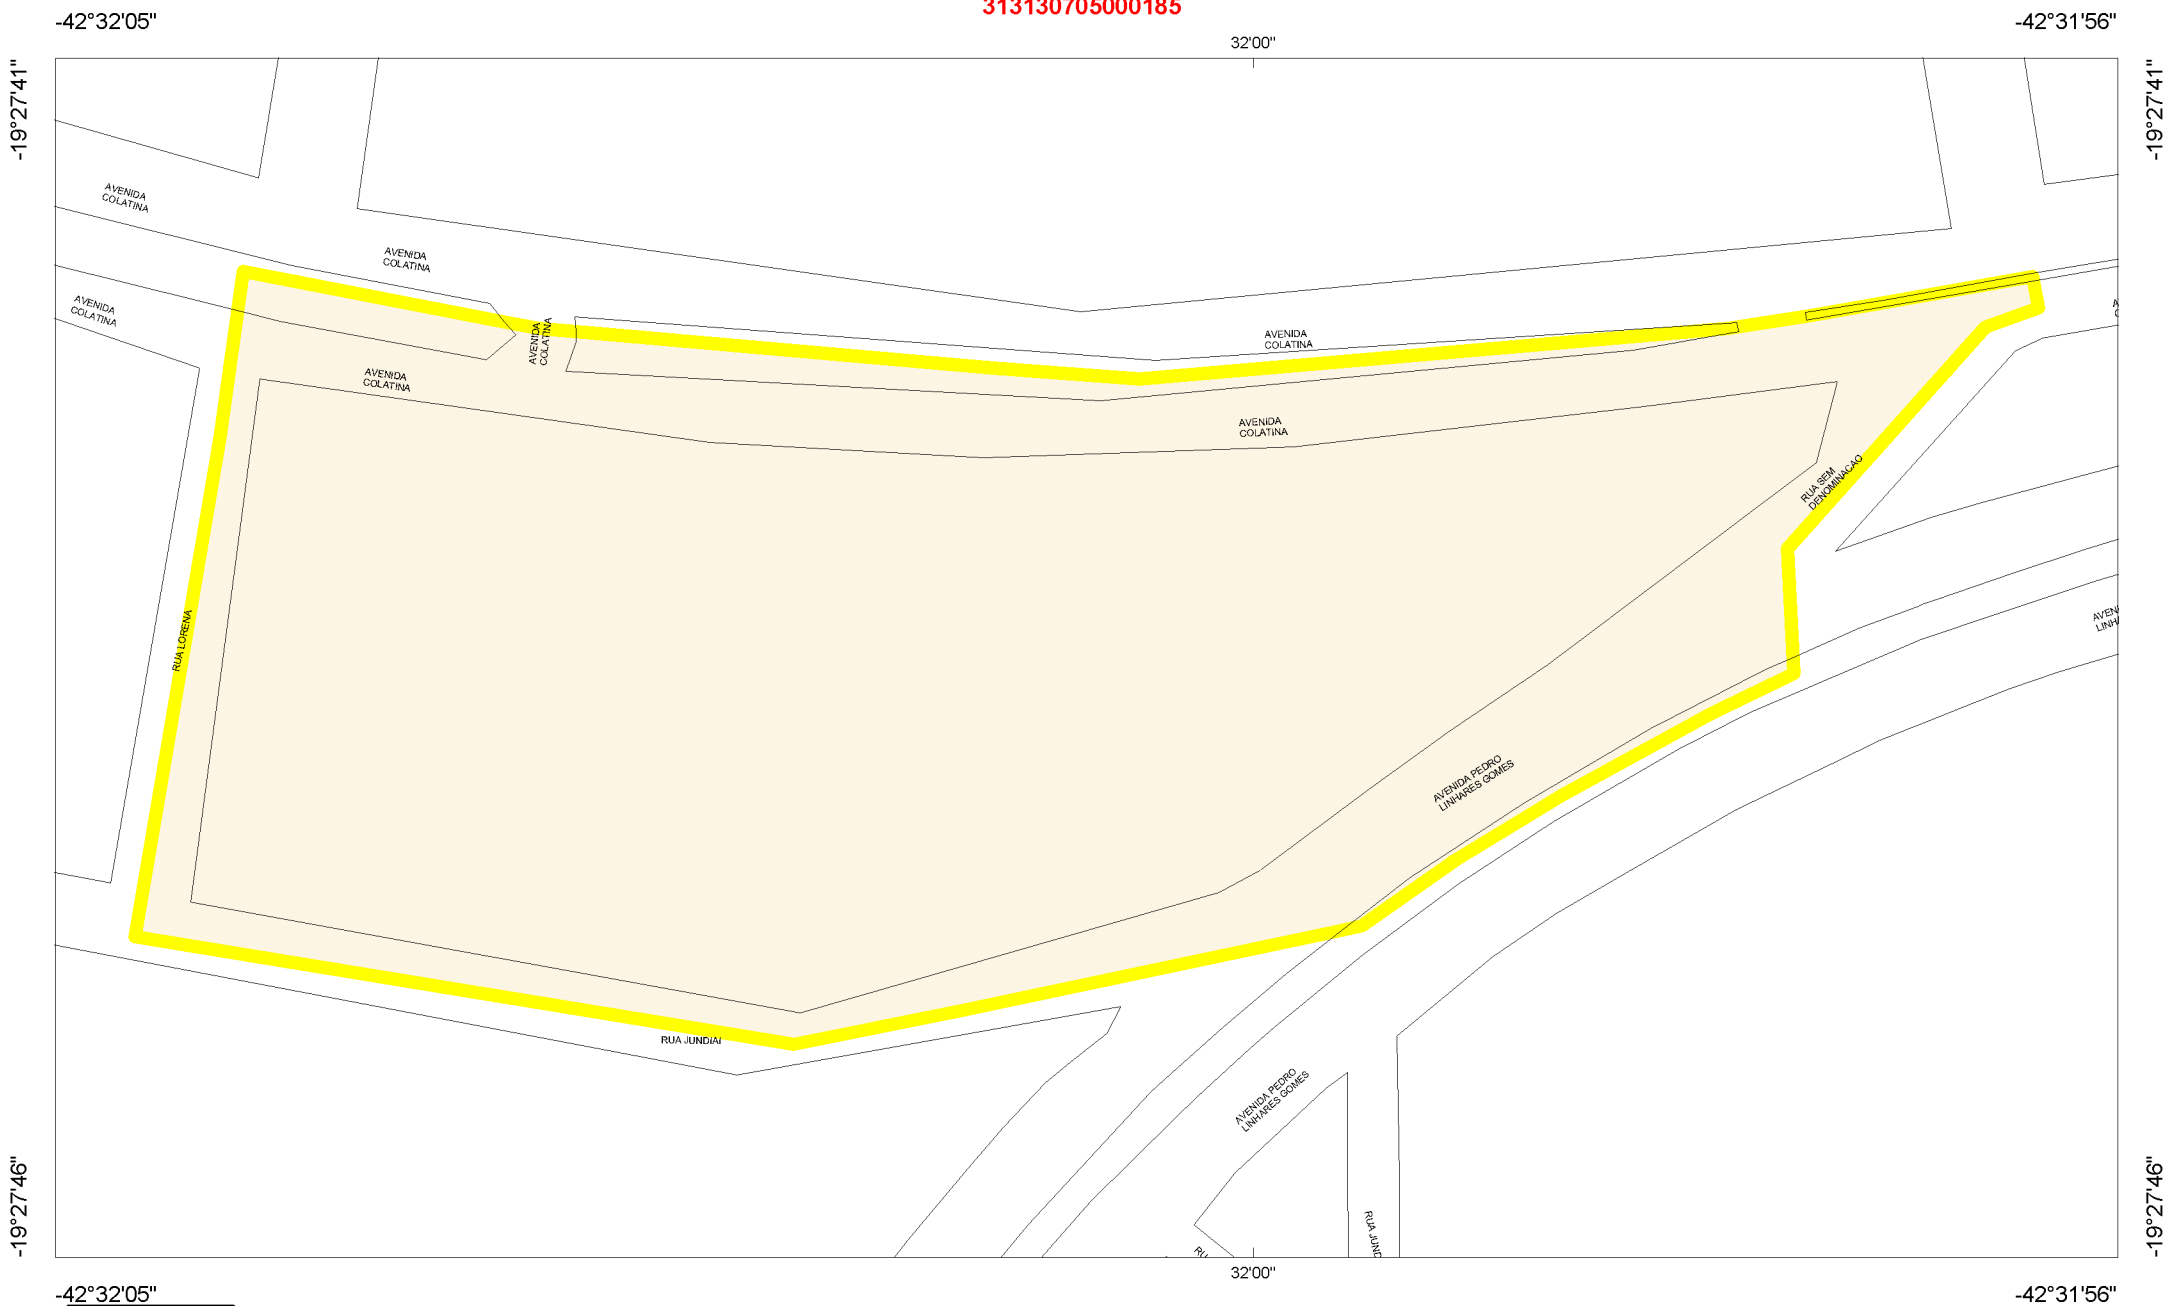 313130705000185
-42°32'05"
-42°31'56"
32'00"
-19°27'41"
-19°27'41"
AVENIDA
COLATINA
AVENIDA
COLATINA
AVENIDA
COLATINA
AVENIDA
COLATINA
AVENIDA
COLATINA
AVENIDA
COLATINA
AVENIDA
COLATINA
RUA SEM
DENOMINACAO
RUA LORENA
AVENIDA PEDRO
LINHARES GOMES
RUA JUNDIAI
AVENIDA PEDRO
LINHARES GOMES
RUA JUND
-19°27'46"
-19°27'46"
32'00"
-42°32'05"
-42°31'56"